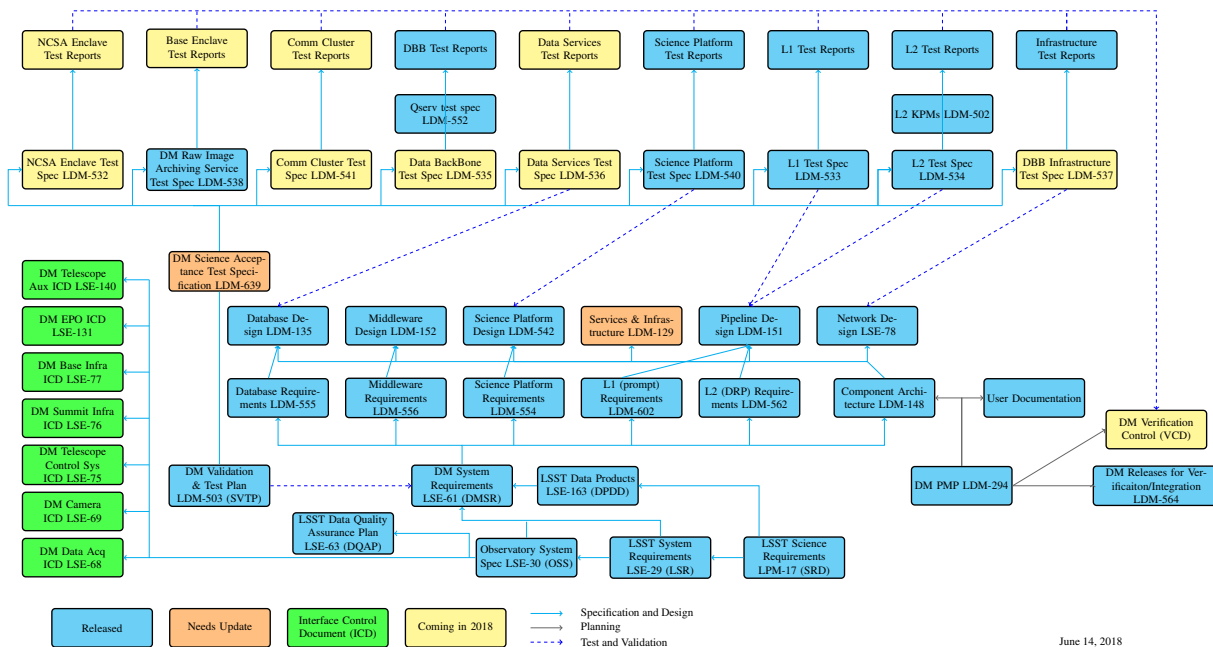 NCSA Enclave
Test Reports
Base Enclave
Test Reports
Comm Cluster
Test Reports
DBB Test Reports
Data Services
Test Reports
Science Platform
Test Reports
L1 Test Reports
L2 Test Reports
Infrastructure
Test Reports
Qserv test spec
LDM-552
L2 KPMs LDM-502
NCSA Enclave Test
Spec LDM-532
DM Raw Image
Archiving Service
Test Spec LDM-538
Comm Cluster Test
Spec LDM-541
Data BackBone
Test Spec LDM-535
Data Services Test
Spec LDM-536
Science Platform
Test Spec LDM-540
L1 Test Spec
LDM-533
L2 Test Spec
LDM-534
DBB Infrastructure
Test Spec LDM-537
DM Science Accep-
tance Test Speci-
fication LDM-639
DM Telescope
Aux ICD LSE-140
DM EPO ICD
LSE-131
DM Base Infra
ICD LSE-77
DM Summit Infra
ICD LSE-76
DM Telescope
Control Sys
ICD LSE-75
DM Camera
ICD LSE-69
DM Data Acq
ICD LSE-68
Database De-
sign LDM-135
Middleware
Design LDM-152
Science Platform
Design LDM-542
Services & Infras-
tructure LDM-129
Pipeline De-
sign LDM-151
Network De-
sign LSE-78
Database Require-
ments LDM-555
Middleware
Requirements
LDM-556
Science Platform
Requirements
LDM-554
L1 (prompt)
Requirements
LDM-602
L2 (DRP) Require-
ments LDM-562
Component Archi-
tecture LDM-148
User Documentation
DM Verification
Control (VCD)
DM Validation
& Test Plan
LDM-503 (SVTP)
DM System
Requirements
LSE-61 (DMSR)
LSST Data Products
LSE-163 (DPDD)
DM PMP LDM-294
DM Releases for Ver-
ificaiton/Integration
LDM-564
LSST Data Quality
Assurance Plan
LSE-63 (DQAP)
Observatory System
Spec LSE-30 (OSS)
LSST System
Requirements
LSE-29 (LSR)
LSST Science
Requirements
LPM-17 (SRD)
Released
Needs Update
Interface Control
Document (ICD)
Coming in 2018
Specification and Design
Planning
Test and Validation
June 14, 2018